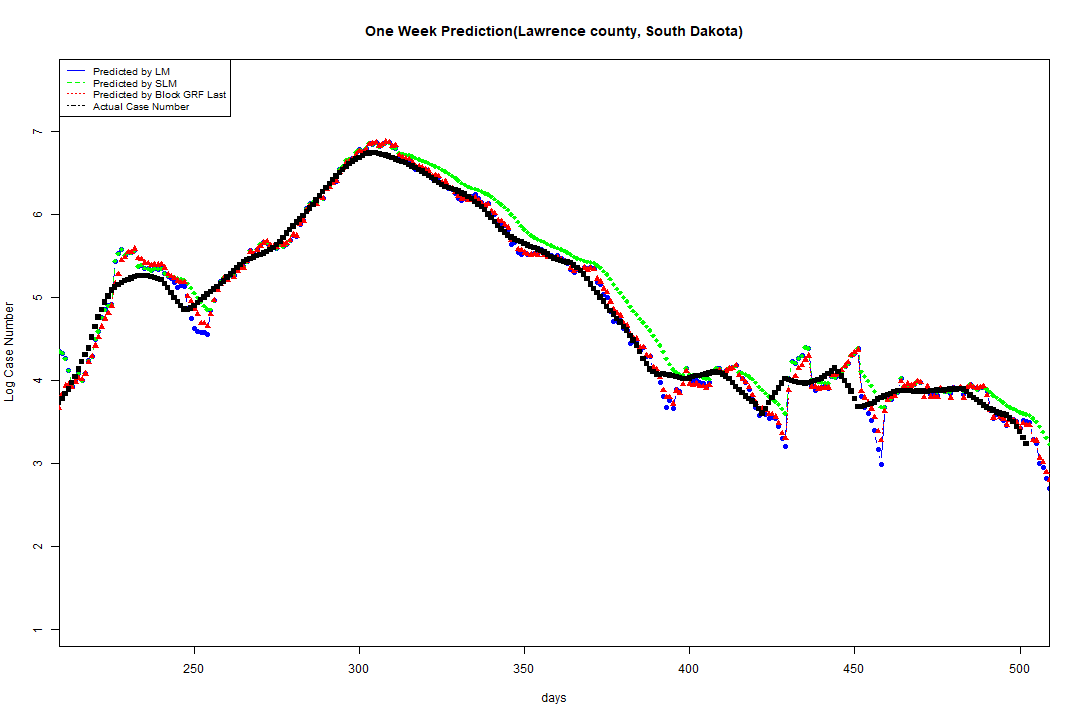 One Week Prediction(Lawrence county, South Dakota)
Predicted by LM
Predicted by SLM
Predicted by Block GRF Last
Actual Case Number
7
6
5
4
3
2
1
Log Case Number
250 300 350 400 450 500
days